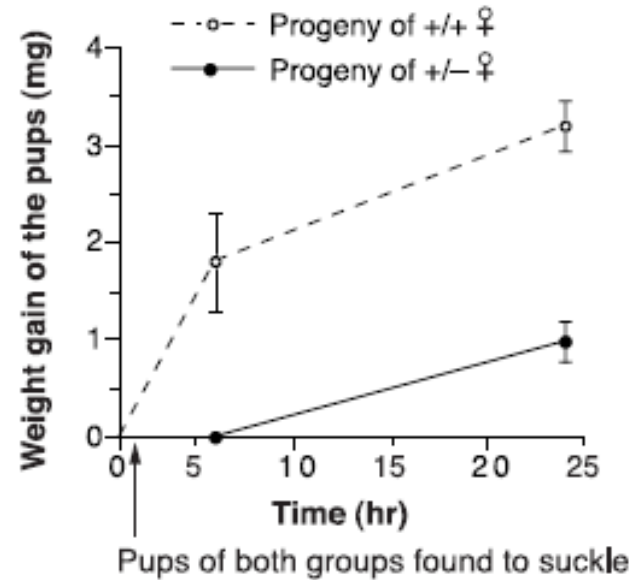 Progeny of +/+ ♀
Progeny of +/− ♀
Weight gain of the pups (mg)
4
3
2
1
0
0 5 10 15 20 25
Time (hr)
Pups of both groups found to suckle